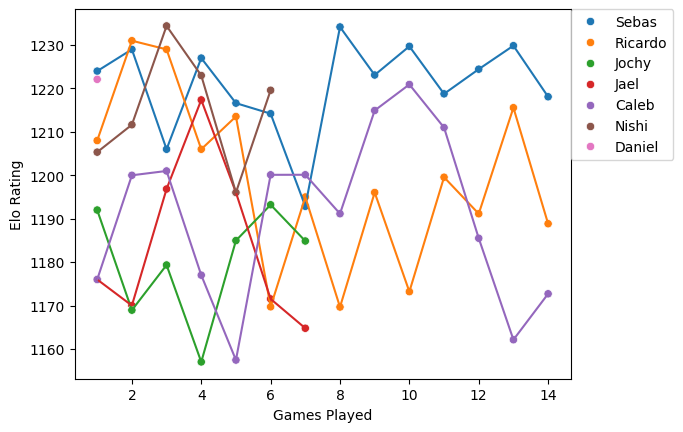 1230
1220
1210
1200
1190
1180
1170
1160
Elo Rating
2 4 6 8 10 12 14
Games Played
Sebas
Ricardo
Jochy
Jael
Caleb
Nishi
Daniel